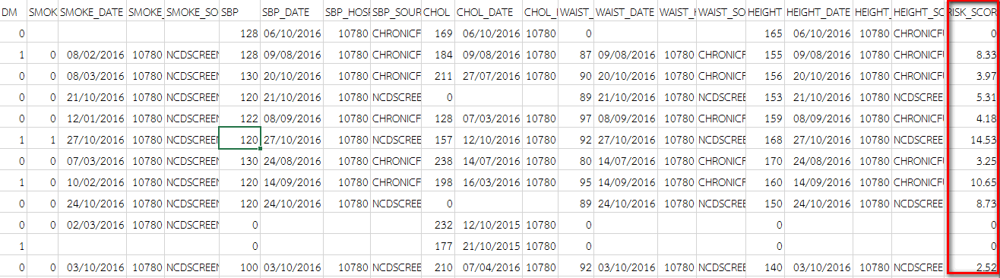 DM SMOK SMOKE_DATE SMOKE_ SMOKE_SO SBP SBP_DATE SBP_HOSP SBP_SOUR CHOL CHOL_DATE CHOL_ WAIST_ WAIST_DATE WAIST_ WAIST_SO HEIGHT HEIGHT_DATE HEIGHT_ HEIGHT_SO RISK_SCOR
0 128 06/10/2016 10780 CHRONICF 169 06/10/2016 10780 0 165 06/10/2016 10780 CHRONICFU 0
1 0 08/02/2016 10780 NCDSCREEN 128 09/08/2016 10780 CHRONICF 184 09/08/2016 10780 87 09/08/2016 10780 CHRONICF 155 09/08/2016 10780 CHRONICFU 8.33
0 0 08/03/2016 10780 NCDSCREEN 130 20/10/2016 10780 CHRONICF 211 27/07/2016 10780 90 20/10/2016 10780 CHRONICF 156 20/10/2016 10780 CHRONICFU 3.97
0 0 21/10/2016 10780 NCDSCREEN 120 21/10/2016 10780 NCDSCREE 0 89 21/10/2016 10780 NCDSCREE 153 21/10/2016 10780 NCDSCREE 5.31
0 0 12/01/2016 10780 NCDSCREEN 122 08/09/2016 10780 CHRONICF 128 07/03/2016 10780 97 08/09/2016 10780 CHRONICF 159 08/09/2016 10780 CHRONICFU 4.18
1 1 27/10/2016 10780 NCDSCREEN 120 27/10/2016 10780 NCDSCREE 157 12/10/2016 10780 92 27/10/2016 10780 NCDSCREE 168 27/10/2016 10780 NCDSCREE 14.53
0 0 07/03/2016 10780 NCDSCREEN 130 24/08/2016 10780 CHRONICF 238 14/07/2016 10780 80 14/07/2016 10780 CHRONICF 170 24/08/2016 10780 CHRONICFU 3.25
1 0 10/02/2016 10780 NCDSCREEN 120 14/09/2016 10780 CHRONICF 198 16/03/2016 10780 95 14/09/2016 10780 CHRONICF 160 14/09/2016 10780 CHRONICFU 10.65
0 0 24/10/2016 10780 NCDSCREEN 120 24/10/2016 10780 NCDSCREE 0 89 24/10/2016 10780 NCDSCREE 150 24/10/2016 10780 NCDSCREE 8.73
0 0 02/03/2016 10780 NCDSCREEN 0 232 12/10/2015 10780 0 0 0
1 0 177 21/10/2015 10780 0 0 0
0 0 03/10/2016 10780 NCDSCREEN 100 03/10/2016 10780 NCDSCREE 210 07/04/2016 10780 92 03/10/2016 10780 NCDSCREE 140 03/10/2016 10780 NCDSCREE 2.52